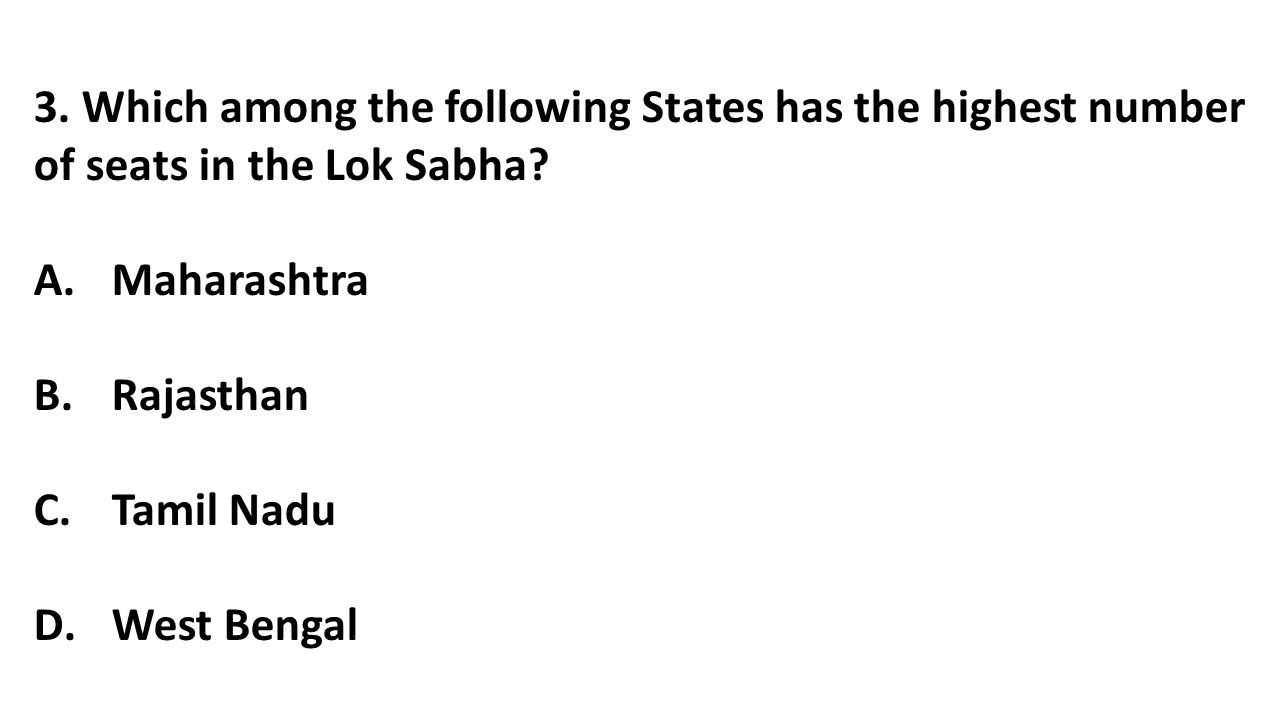 3. Which among the following States has the highest number
of seats in the Lok Sabha?
A. Maharashtra
B. Rajasthan
C. Tamil Nadu
D. West Bengal